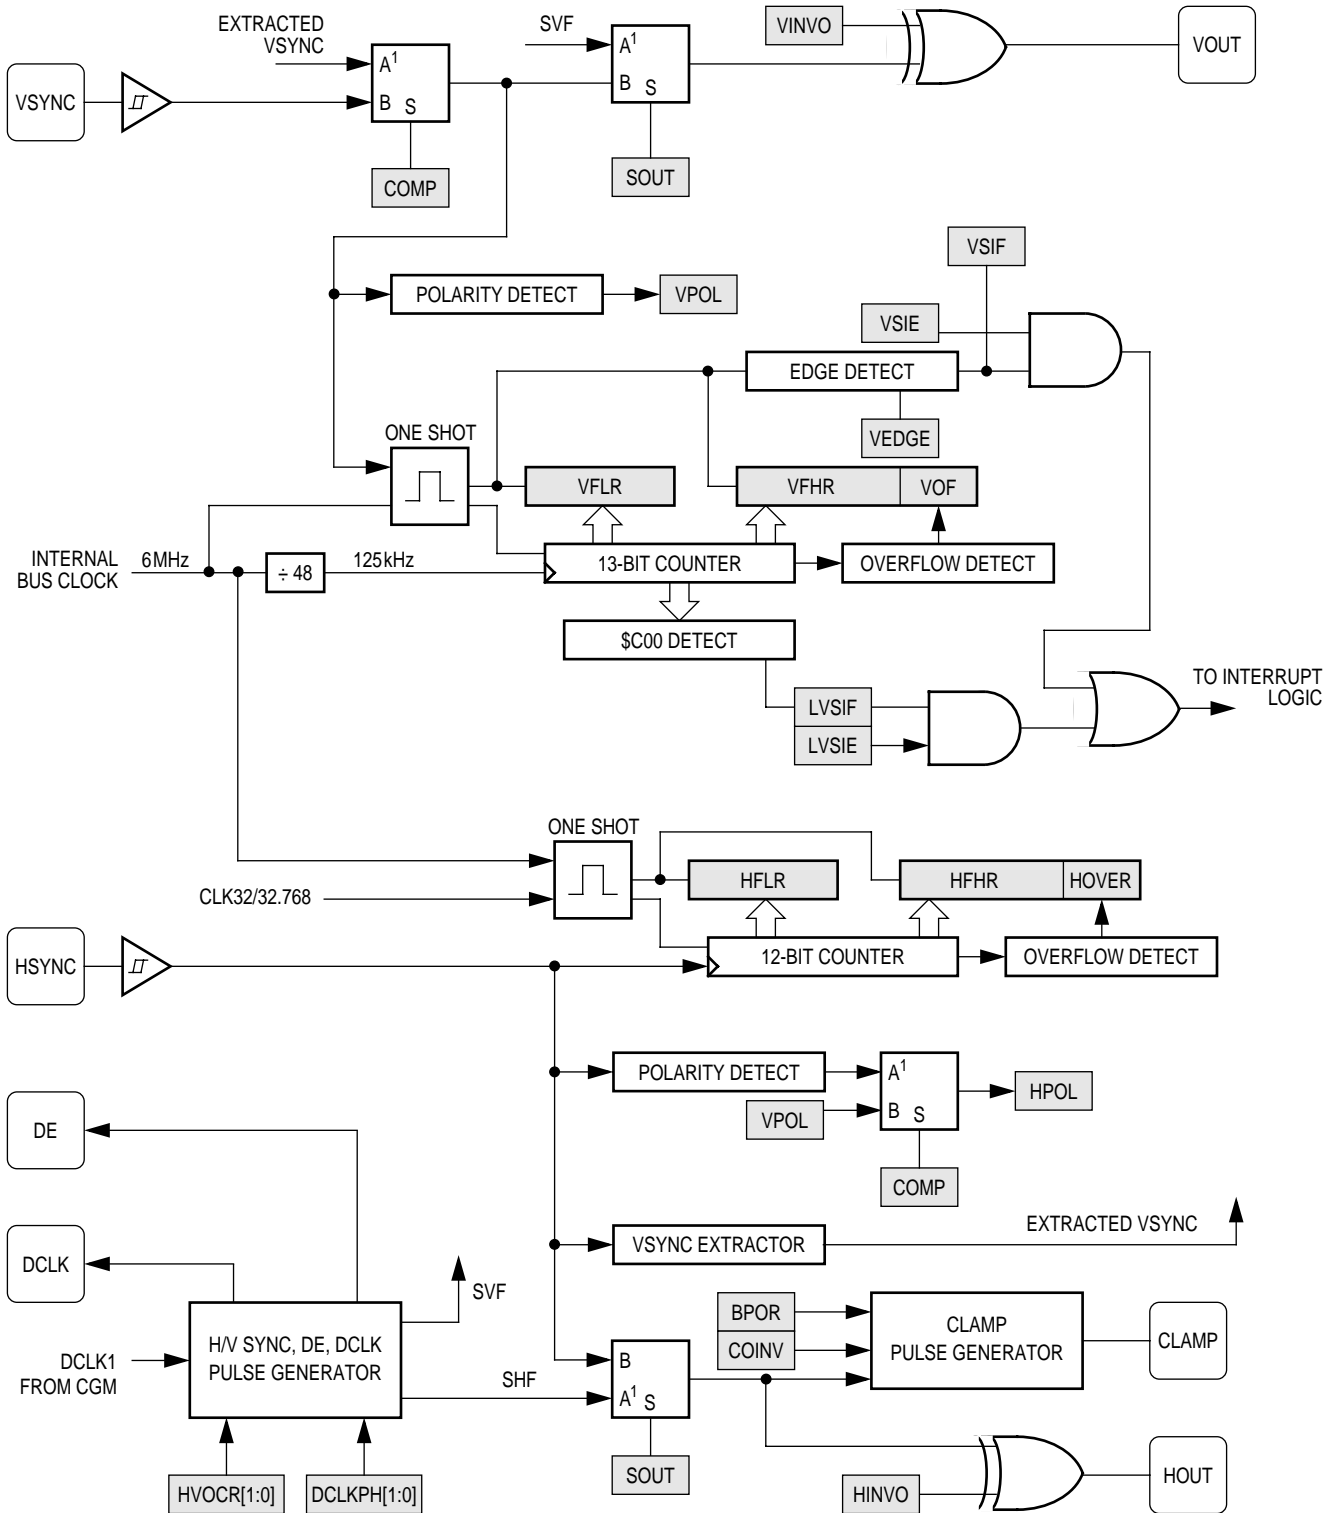 EXTRACTED
VSYNC
SVF
VINVO
VOUT
VSYNC
A1
B S
A1
B S
COMP
SOUT
VSIF
POLARITY DETECT
VPOL
VSIE
EDGE DETECT
VEDGE
ONE SHOT
VFLR
VFHR
VOF
INTERNAL
BUS CLOCK
6MHz
÷ 48
125kHz
13-BIT COUNTER
OVERFLOW DETECT
$C00 DETECT
LVSIF
LVSIE
TO INTERRUPT
LOGIC
ONE SHOT
CLK32/32.768
HFLR
HFHR
HOVER
HSYNC
12-BIT COUNTER
OVERFLOW DETECT
POLARITY DETECT
A1
B S
HPOL
VPOL
COMP
DE
VSYNC EXTRACTOR
EXTRACTED VSYNC
DCLK
SVF
H/V SYNC, DE, DCLK
PULSE GENERATOR
DCLK1
FROM CGM
SHF
B
A1 S
BPOR
COINV
CLAMP
PULSE GENERATOR
CLAMP
HVOCR[1:0]
DCLKPH[1:0]
SOUT
HINVO
HOUT